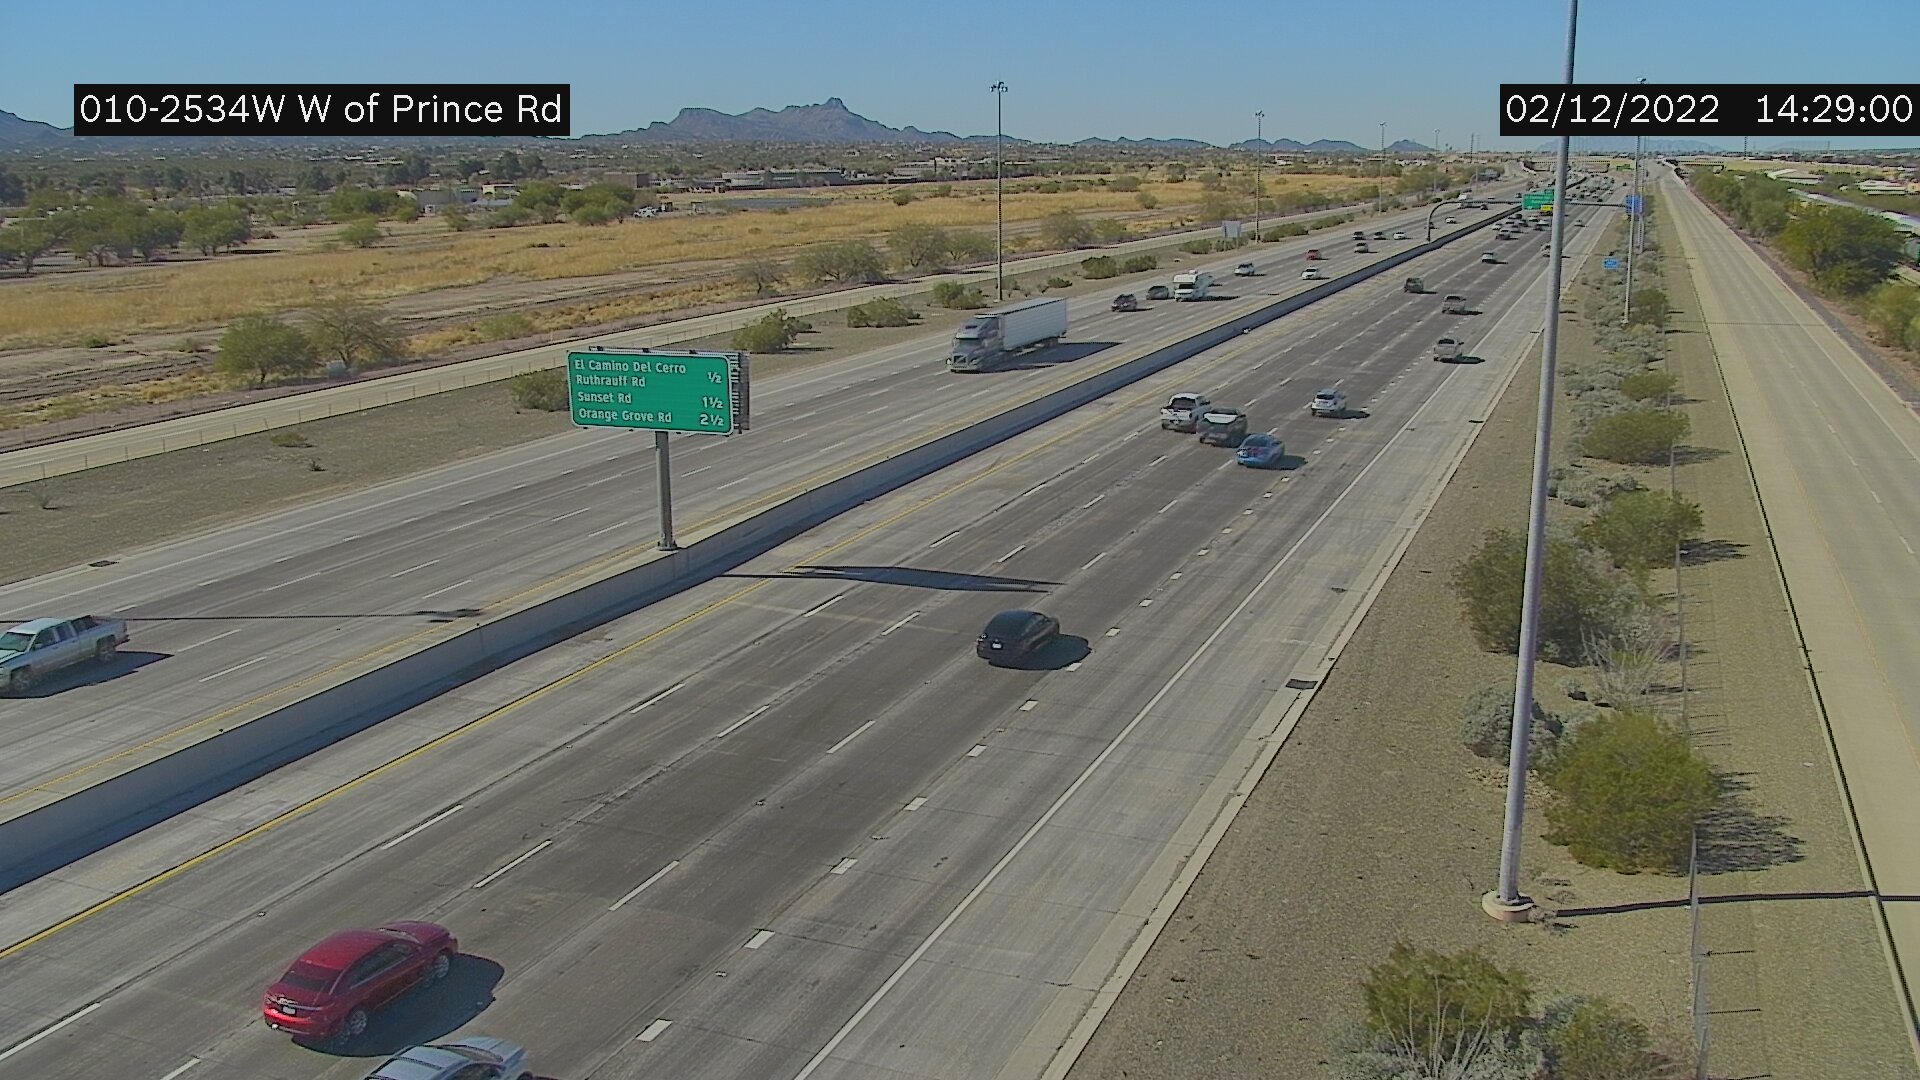 010-2534W W of Prince Rd
02/12/2022 14:29:00
El Camino Del Cerro
Ruthrauff Rd ½
Sunset Rd 1½
Orange Grove Rd 2½